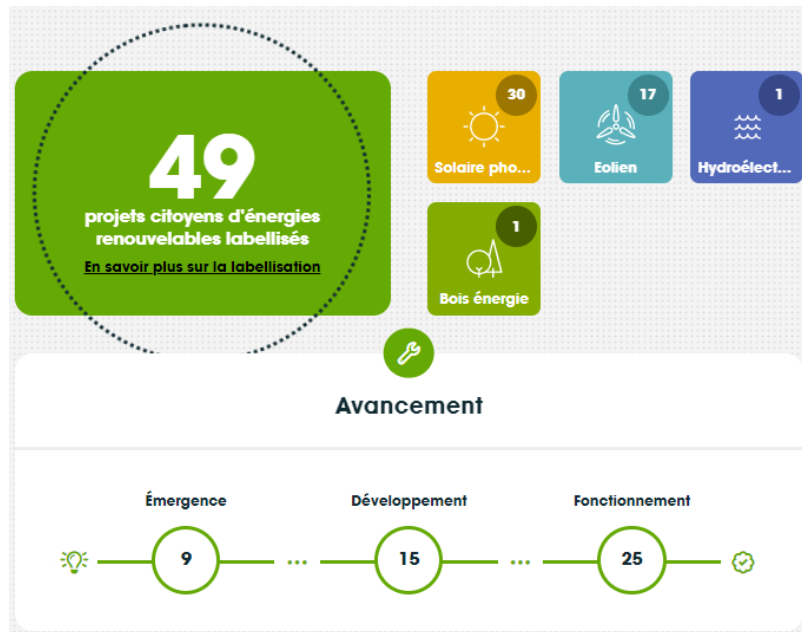 49
projets citoyens d'énergies
renouvelables labellisés
En savoir plus sur la labellisation
30
Solaire pho...
17
Eolien
1
Hydroélect...
1
Bois énergie
Avancement
Émergence
Développement
Fonctionnement
9
...
15
...
25